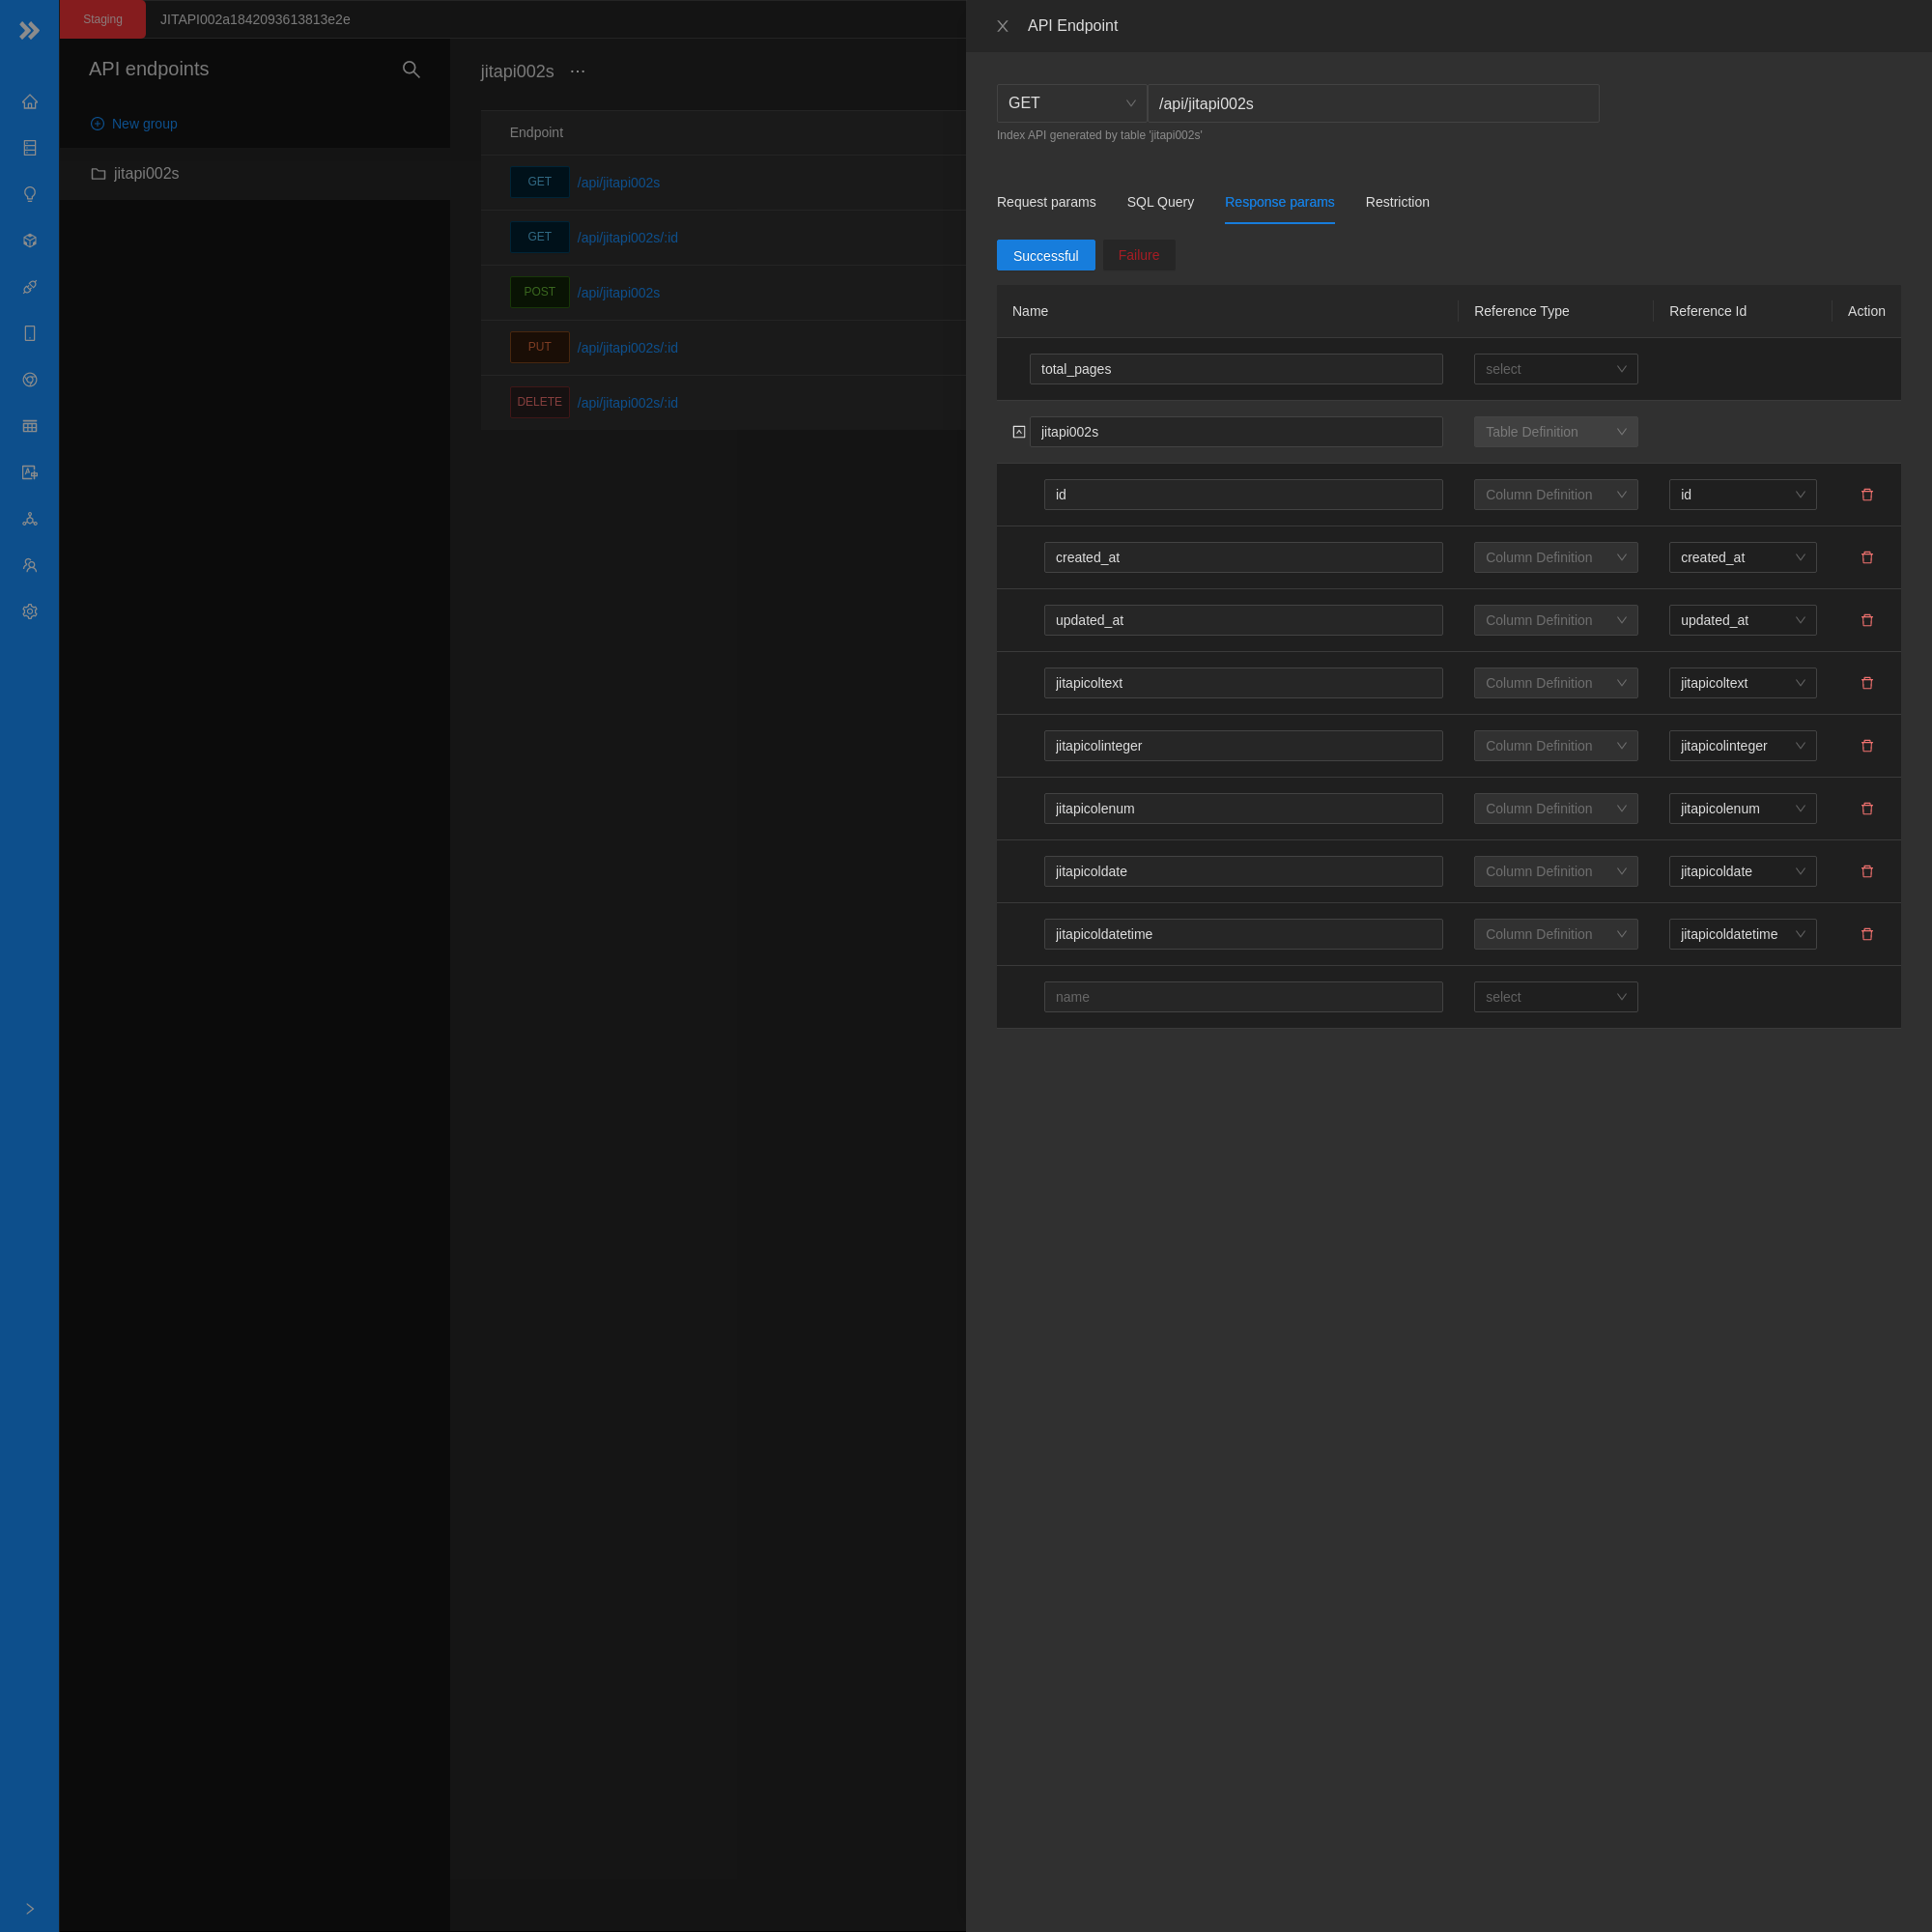 Staging
JITAPI002a1842093613813e2e
API endpoints
New group
jitapi002s
jitapi002s ···
Endpoint
GET /api/jitapi002s
GET /api/jitapi002s/:id
POST /api/jitapi002s
PUT /api/jitapi002s/:id
DELETE /api/jitapi002s/:id
API Endpoint
GET /api/jitapi002s
Index API generated by table 'jitapi002s'
Request params SQL Query Response params Restriction
Successful Failure
Name Reference Type Reference Id Action
total_pages select
jitapi002s Table Definition
id Column Definition id
created_at Column Definition created_at
updated_at Column Definition updated_at
jitapicoltext Column Definition jitapicoltext
jitapicolinteger Column Definition jitapicolinteger
jitapicolenum Column Definition jitapicolenum
jitapicoldate Column Definition jitapicoldate
jitapicoldatetime Column Definition jitapicoldatetime
name select